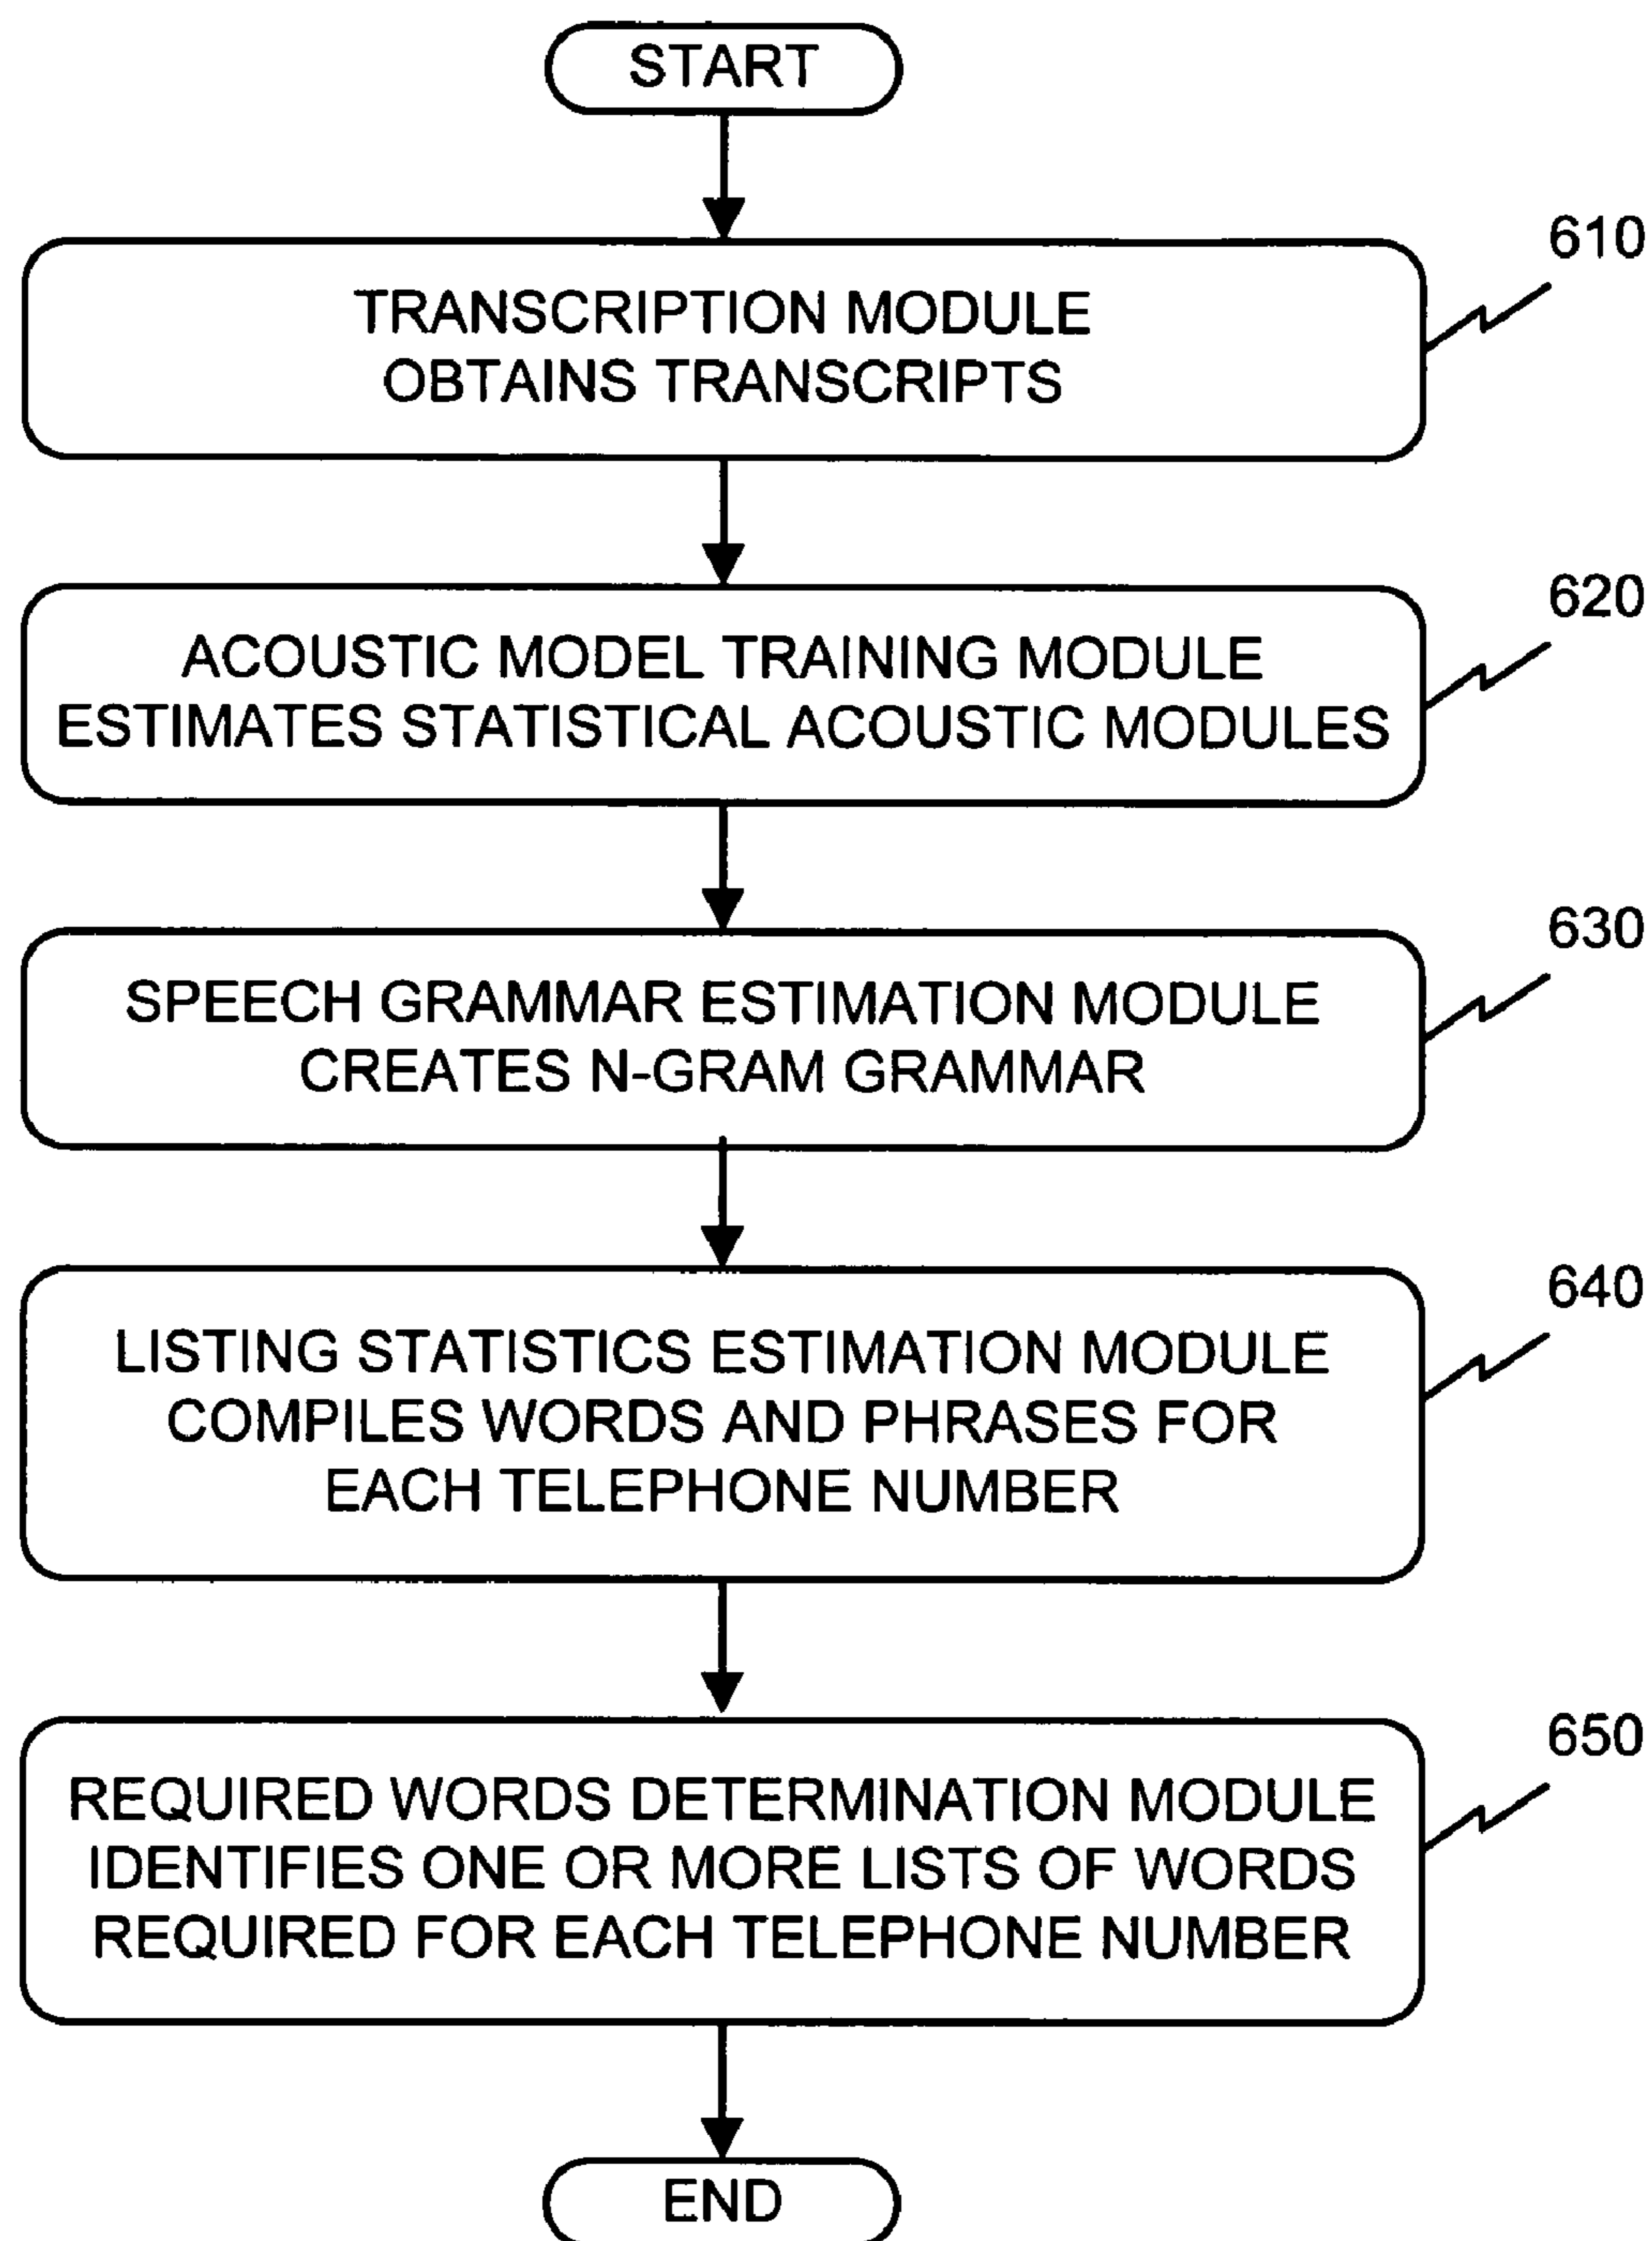 START
610
TRANSCRIPTION MODULE
OBTAINS TRANSCRIPTS
620
ACOUSTIC MODEL TRAINING MODULE
ESTIMATES STATISTICAL ACOUSTIC MODULES
630
SPEECH GRAMMAR ESTIMATION MODULE
CREATES N-GRAM GRAMMAR
640
LISTING STATISTICS ESTIMATION MODULE
COMPILES WORDS AND PHRASES FOR
EACH TELEPHONE NUMBER
650
REQUIRED WORDS DETERMINATION MODULE
IDENTIFIES ONE OR MORE LISTS OF WORDS
REQUIRED FOR EACH TELEPHONE NUMBER
END